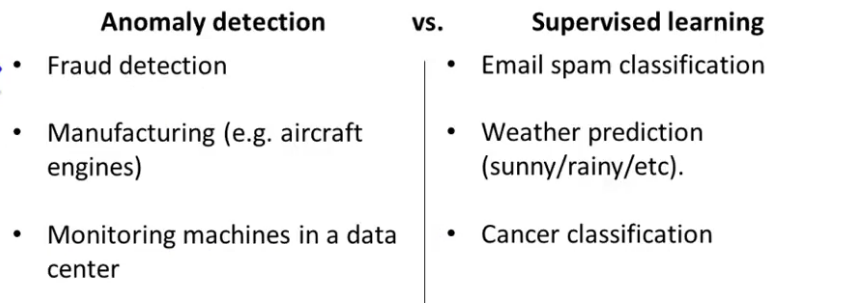 Anomaly detection vs. Supervised learning
• Fraud detection
• Manufacturing (e.g. aircraft
engines)
• Monitoring machines in a data
center
• Email spam classification
• Weather prediction
(sunny/rainy/etc).
• Cancer classification